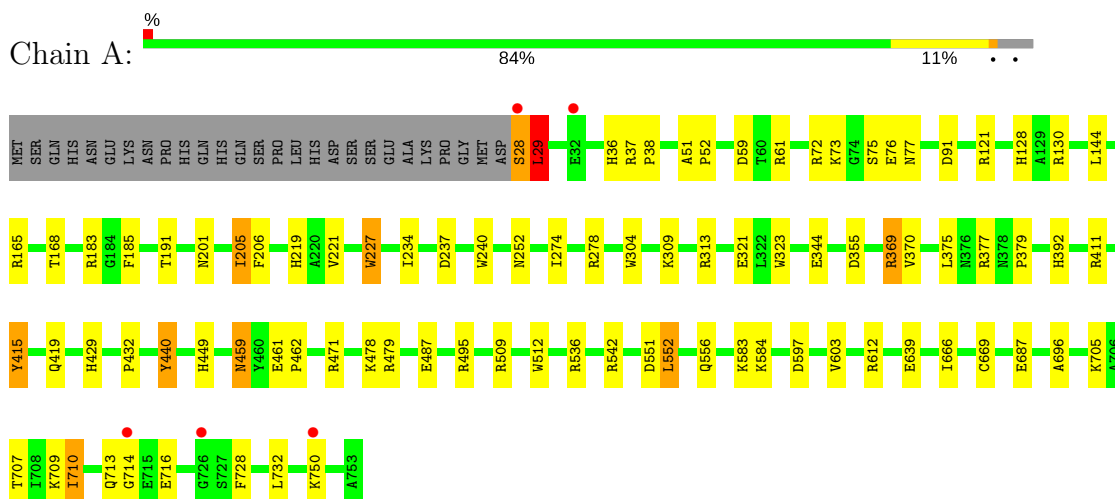 %
Chain A:
84% 11% • •
MET SER GLN HIS ASN GLU LYS ASN PRO HIS GLN HIS GLN SER PRO LEU HIS ASP SER SER GLU ALA LYS PRO GLY MET ASP S28 L29 E32 H36 R37 P38 A51 P52 D59 T60 R61 R72 K73 G74 S75 E76 N77 D91 R121 H128 A129 R130 L144
R165 T168 R183 G184 F185 T191 N201 I205 F206 H219 A220 V221 W227 I234 D237 W240 N252 I274 R278 W304 K309 R313 E321 L322 W323 E344 D355 R369 V370 L375 N376 R377 N378 P379 H392 R411
Y415 Q419 H429 P432 Y440 H449 N459 Y460 E461 P462 R471 K478 R479 E487 R495 R509 W512 R536 R542 D551 L552 Q556 K583 K584 D597 V603 R612 E639 I666 C669 E687 A696 K705 A706
T707 I708 K709 I710 Q713 G714 E715 E716 G726 S727 F728 L732 K750 A753